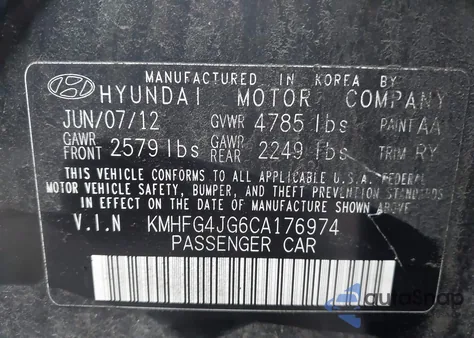 MANUFACTURED IN KOREA BY
HYUNDAI MOTOR COMPANY
JUN/07/12 GVWR 4785 lbs PAINT AA
GAWR FRONT 2579 lbs GAWR REAR 2249 lbs TRIM RY
THIS VEHICLE CONFORMS TO ALL APPLICABLE U.S.A. FEDERAL
MOTOR VEHICLE SAFETY, BUMPER, AND THEFT PREVENTION STANDARDS
IN EFFECT ON THE DATE OF MANUFACTURE SHOWN ABOVE.
V.I.N KMHFG4JG6CA176974
PASSENGER CAR
autoSnap